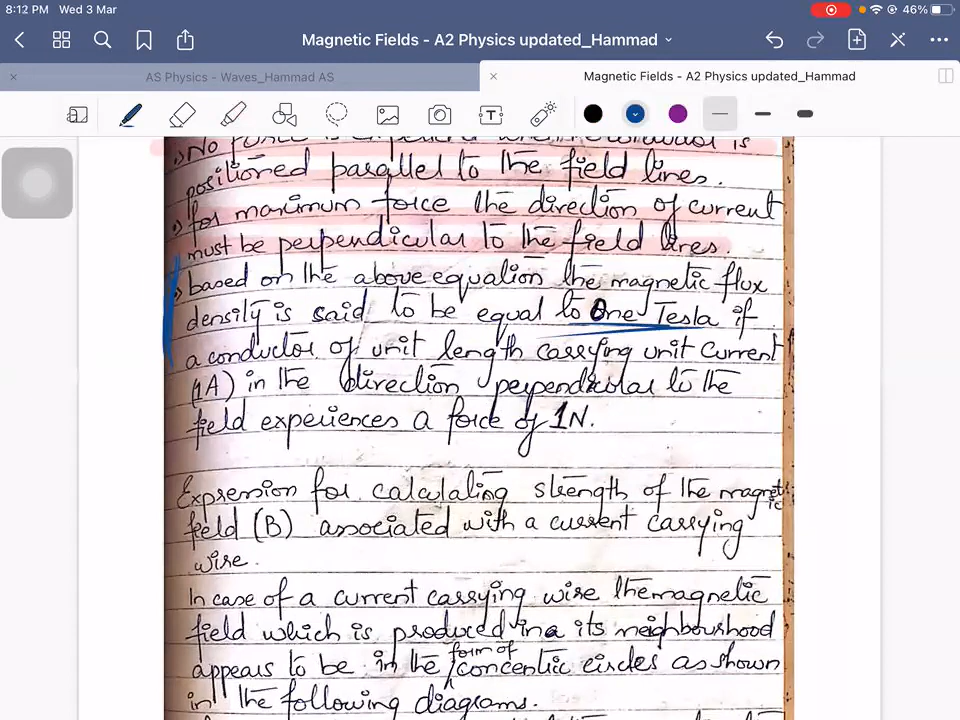 8:12 PM Wed 3 Mar
46%
Magnetic Fields - A2 Physics updated_Hammad
AS Physics - Waves_Hammad AS
Magnetic Fields - A2 Physics updated_Hammad
T
No force is is
positioned parallel to the field lines.
for maximum force the direction of current
must be perpendicular to the field lines
based on the above equation the magnetic flux
density is said to be equal to One Tesla if
a conductor of unit length carrying unit current
(1A) in the direction perpendicular to the
field experiences a force of 1N.
Expression for calculating strength of the magnetic
field (B) associated with a current carrying
wire.
In case of a current carrying wire the magnetic
field which is produced in a its neighbourhood
appears to be in the form of concentic circles as shown
in the following diagrams.